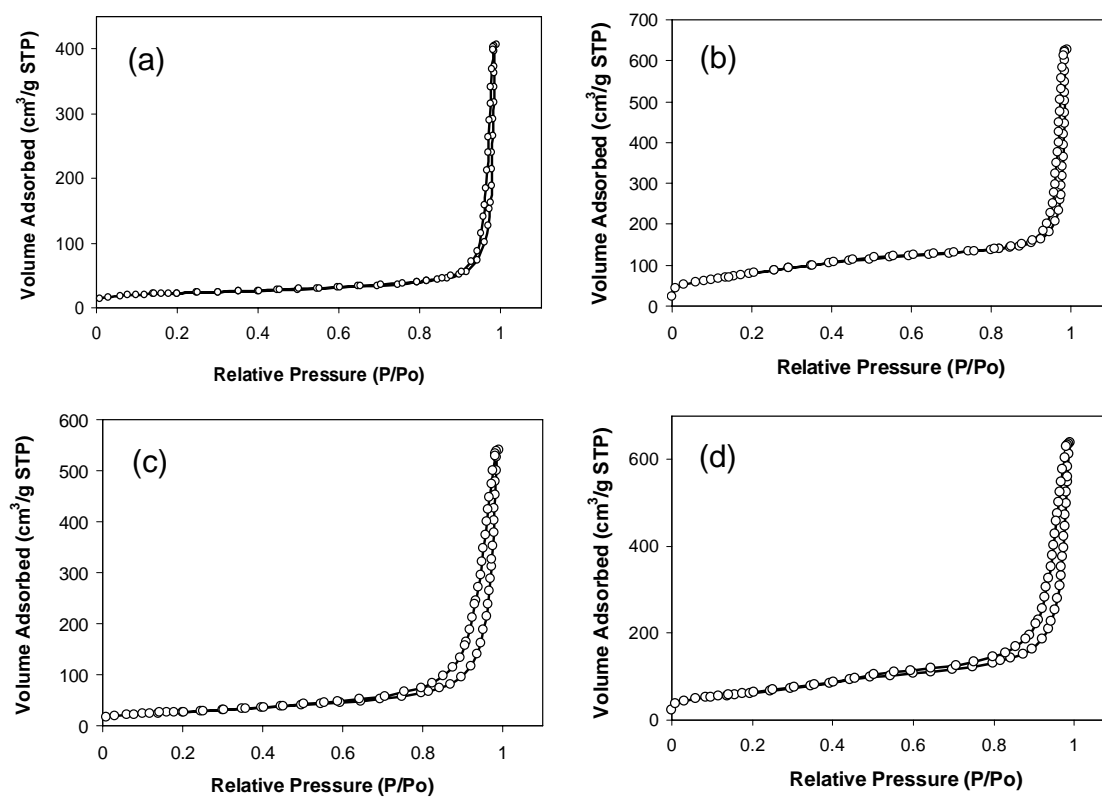 (a)
Volume Adsorbed (cm³/g STP)
400
300
200
100
0
0 0.2 0.4 0.6 0.8 1
Relative Pressure (P/Po)
(b)
Volume Adsorbed (cm³/g STP)
700
600
500
400
300
200
100
0
0 0.2 0.4 0.6 0.8 1
Relative Pressure (P/Po)
(c)
Volume Adsorbed (cm³/g STP)
600
500
400
300
200
100
0
0 0.2 0.4 0.6 0.8 1
Relative Pressure (P/Po)
(d)
Volume Adsorbed (cm³/g STP)
600
400
200
0
0 0.2 0.4 0.6 0.8 1
Relative Pressure (P/Po)